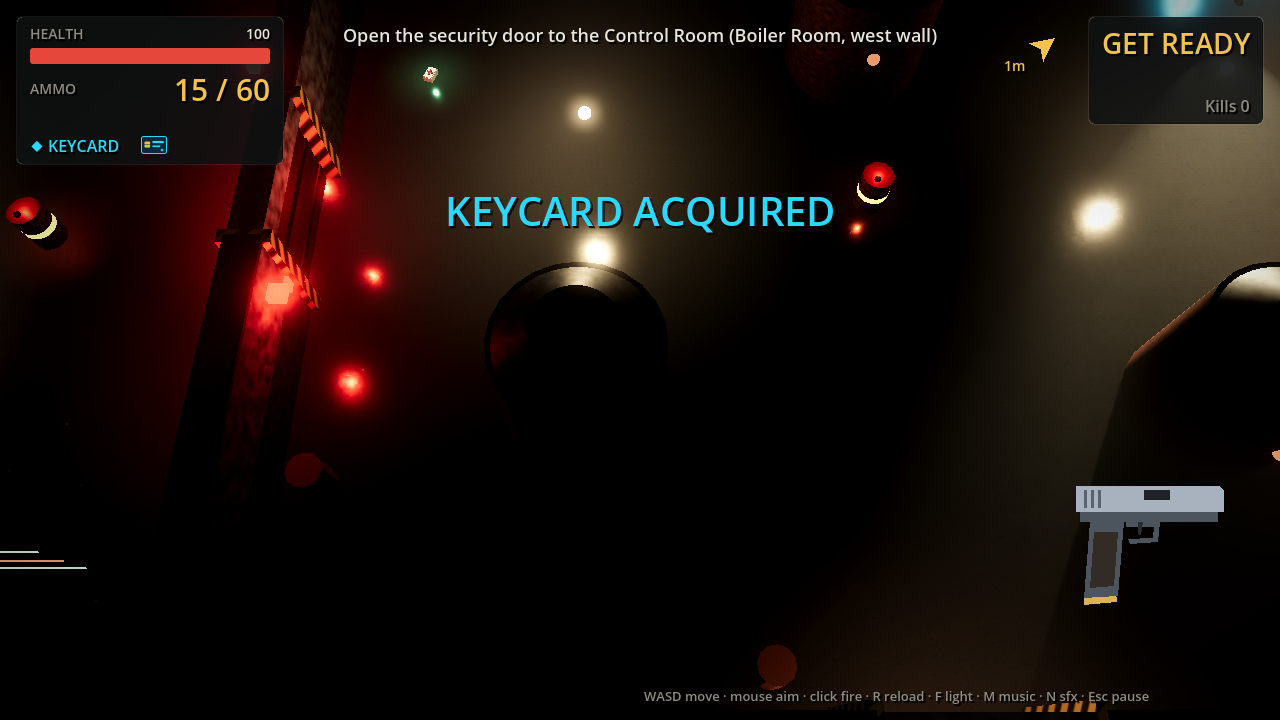 HEALTH 100
AMMO 15 / 60
◆ KEYCARD
Open the security door to the Control Room (Boiler Room, west wall)
1m
GET READY
Kills 0
KEYCARD ACQUIRED
WASD move · mouse aim · click fire · R reload · F light · M music · N sfx · Esc pause